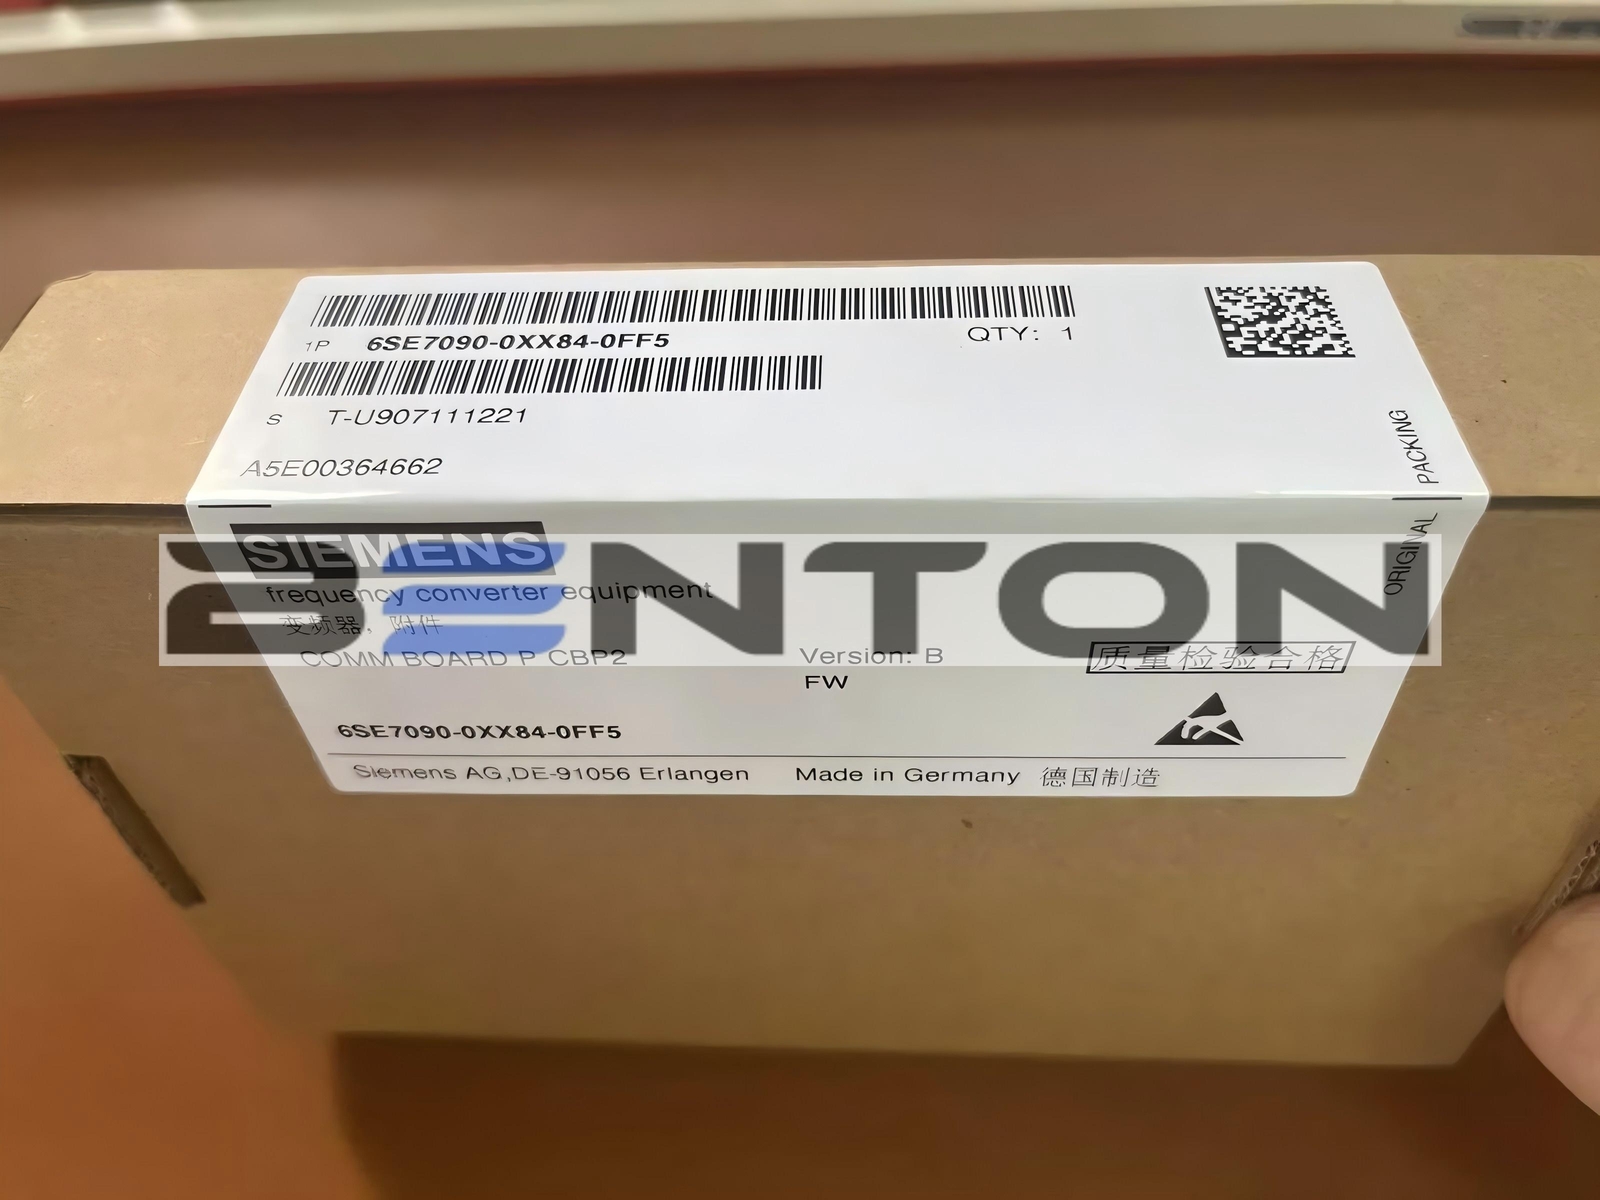 1P 6SE7090-0XX84-0FF5 QTY: 1
S T-U907111221
A5E00364662
ORIGINAL PACKING
SIEMENS
BENTON
frequency converter equipment
变频器，附件
COMM BOARD P CBP2 Version: B 质量检验合格
FW
6SE7090-0XX84-0FF5
Siemens AG,DE-91056 Erlangen Made in Germany 德国制造